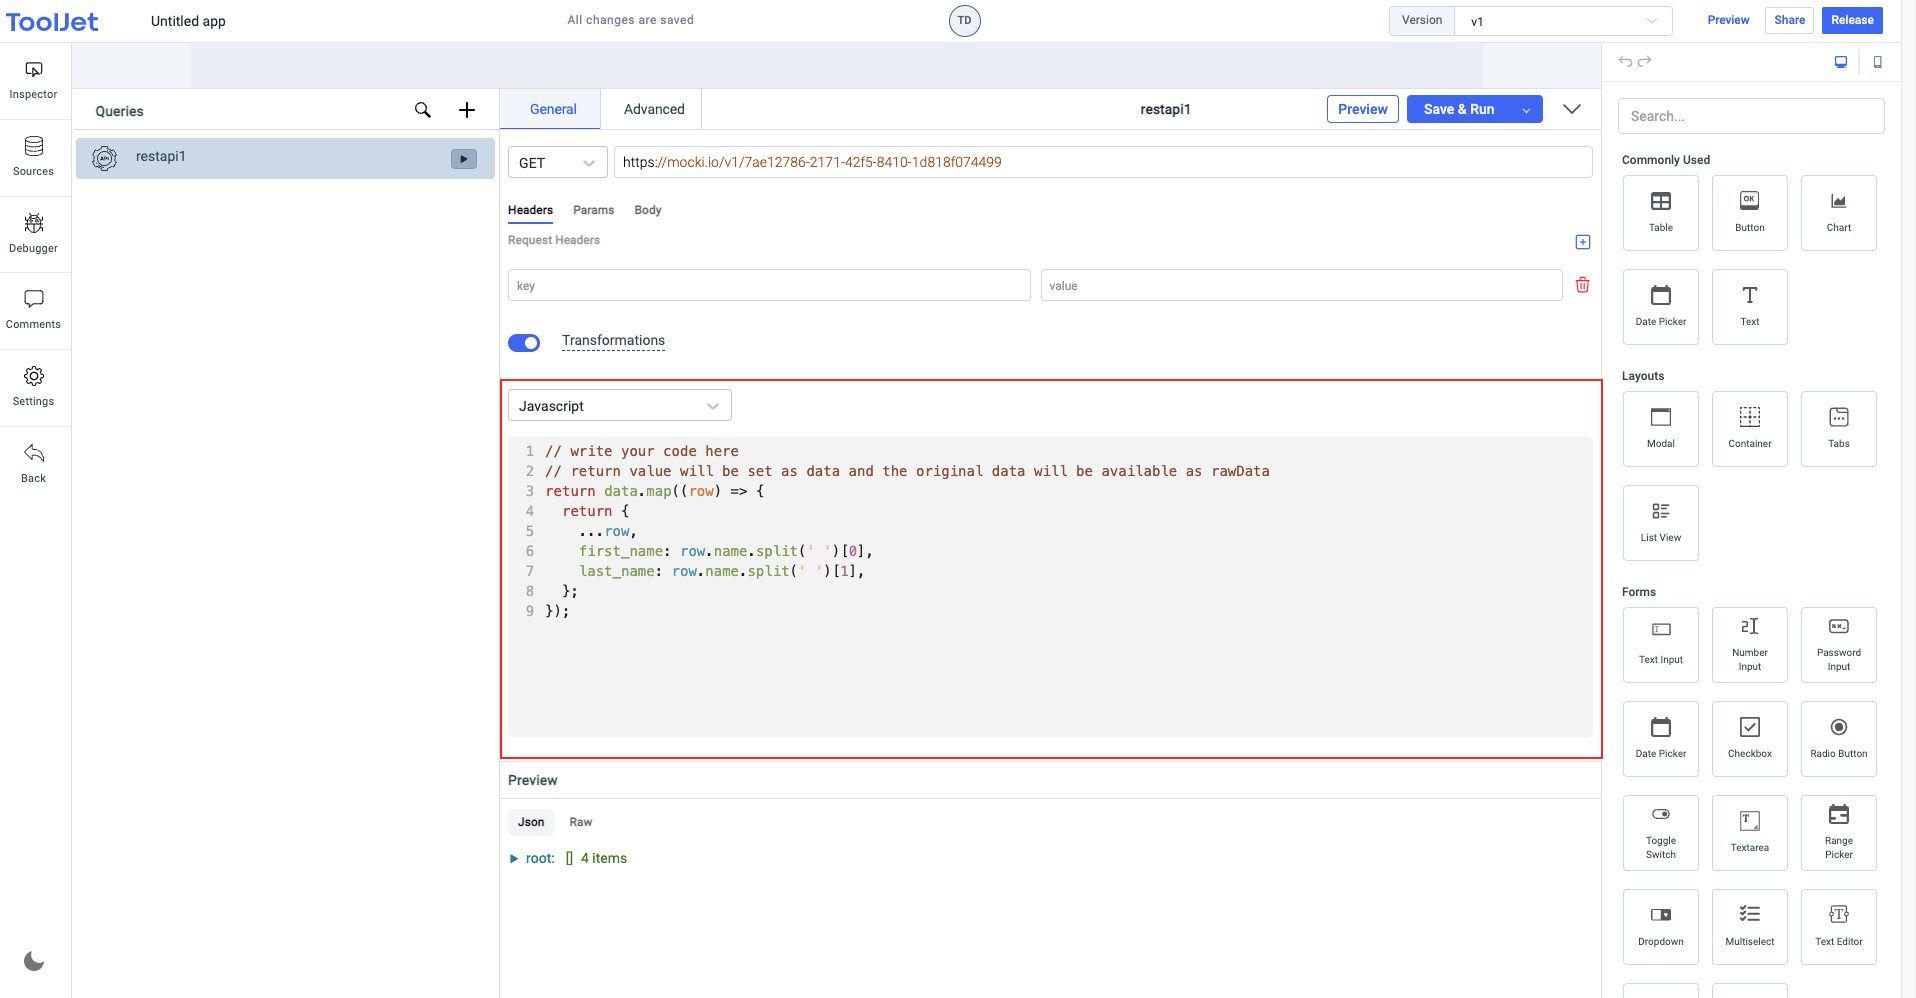 ToolJet
Untitled app
All changes are saved
TD
Version
v1
Preview
Share
Release
Inspector
Sources
Debugger
Comments
Settings
Back
Queries
restapi1
API
General
Advanced
restapi1
Preview
Save & Run
GET
https://mocki.io/v1/7ae12786-2171-42f5-8410-1d818f074499
Headers
Params
Body
Request Headers
key
value
Transformations
Javascript
1 // write your code here
2 // return value will be set as data and the original data will be available as rawData
3 return data.map((row) => {
4   return {
5     ...row,
6     first_name: row.name.split(' ')[0],
7     last_name: row.name.split(' ')[1],
8   };
9 });
Preview
Json
Raw
root: [] 4 items
Search...
Commonly Used
Table
OK
Button
Chart
Date Picker
Text
Layouts
Modal
Container
Tabs
List View
Forms
Text Input
Number
Input
Password
Input
Date Picker
Checkbox
Radio Button
Toggle
Switch
Textarea
Range
Picker
Dropdown
Multiselect
Text Editor